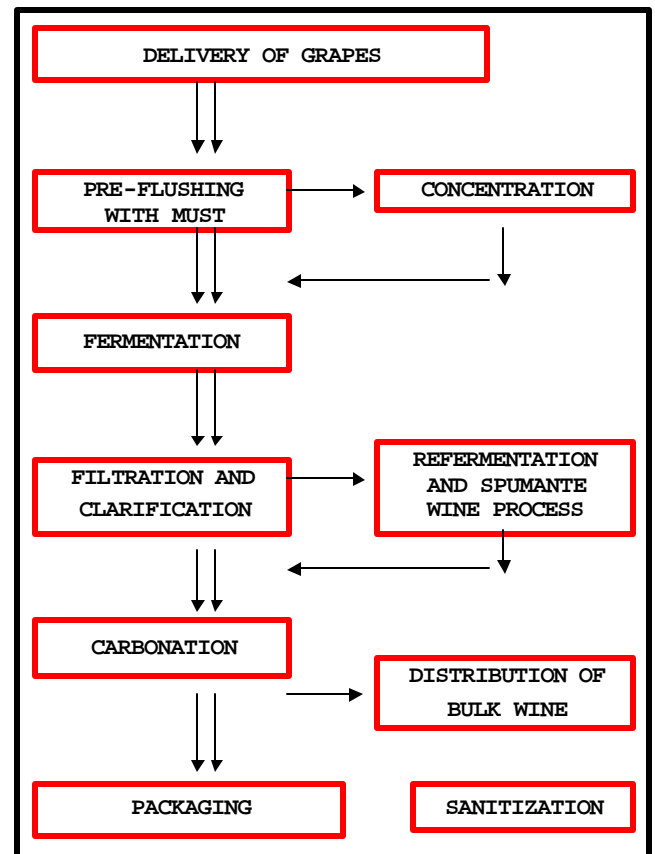 DELIVERY OF GRAPES
PRE-FLUSHING
WITH MUST
CONCENTRATION
FERMENTATION
FILTRATION AND
CLARIFICATION
REFERMENTATION
AND SPUMANTE
WINE PROCESS
CARBONATION
DISTRIBUTION OF
BULK WINE
PACKAGING
SANITIZATION